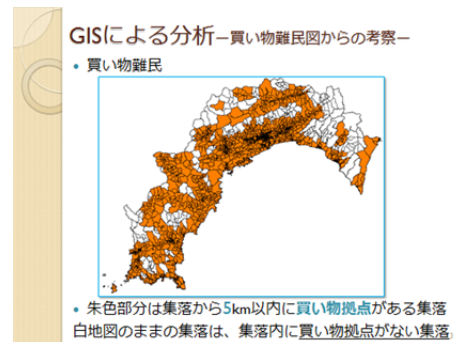 GISによる分析ー買い物難民図からの考察ー
• 買い物難民
• 朱色部分は集落から5km以内に買い物拠点がある集落
白地図のままの集落は、集落内に買い物拠点がない集落